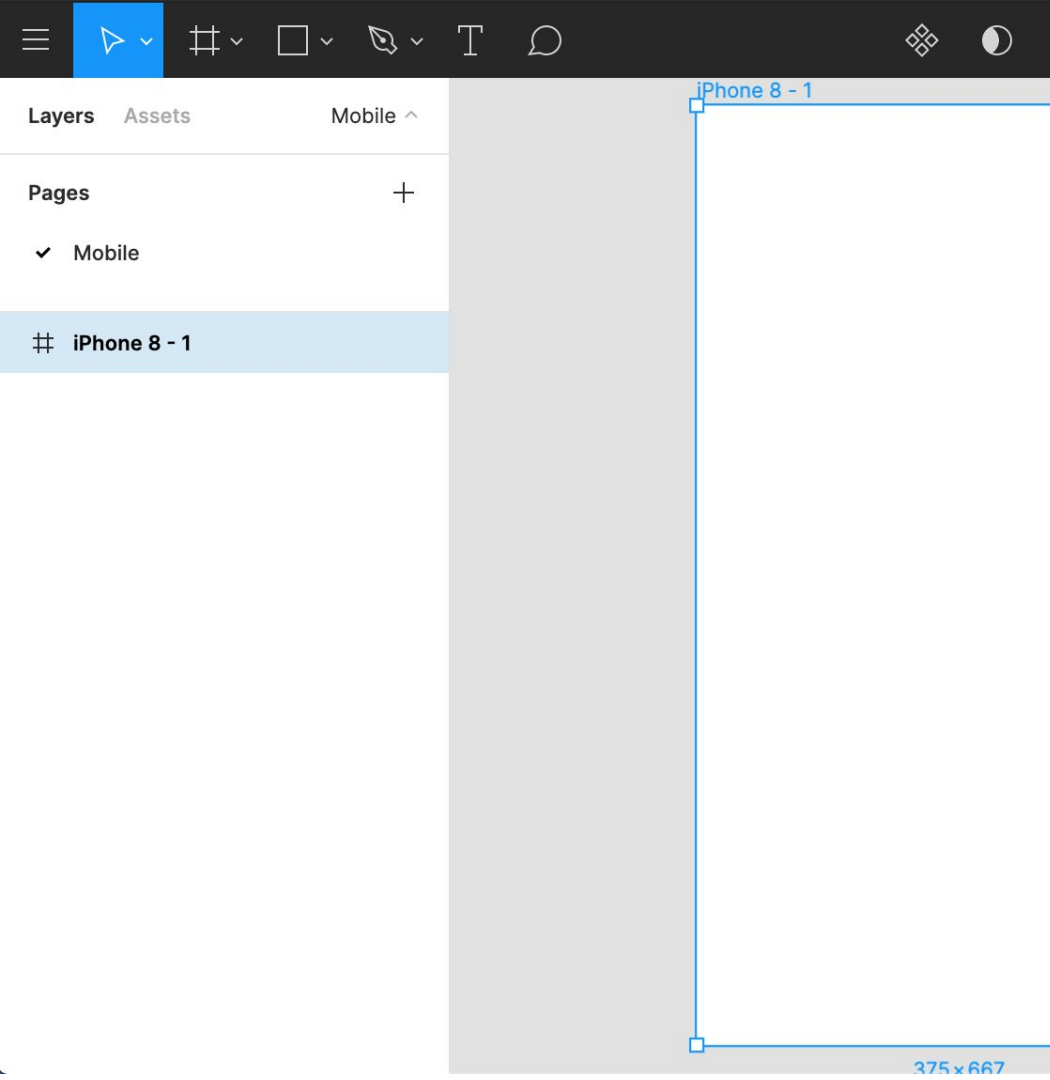 iPhone 8 - 1
Layers Assets Mobile
Pages
Mobile
iPhone 8 - 1
375×667